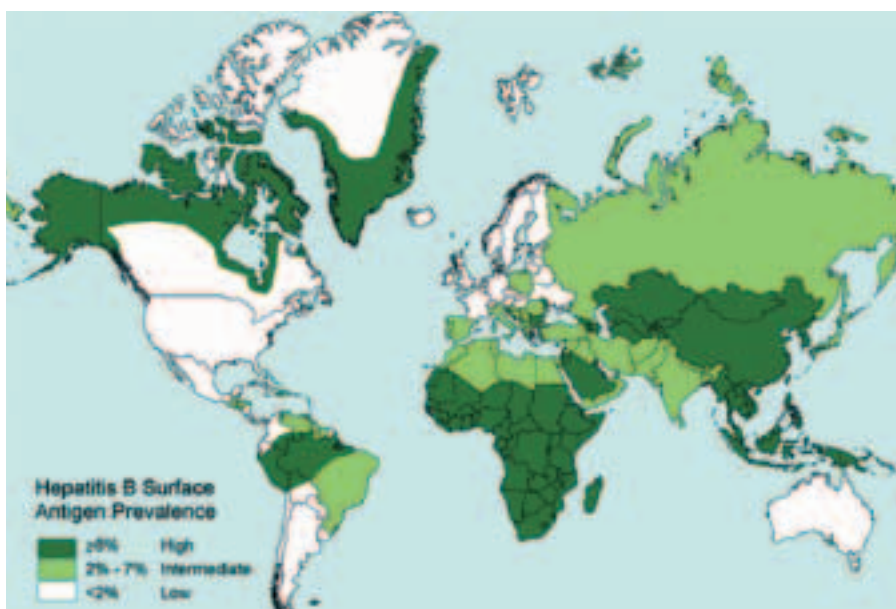 Hepatitis B Surface
Antigen Prevalence
≥8% High
2% - 7% Intermediate
<2% Low